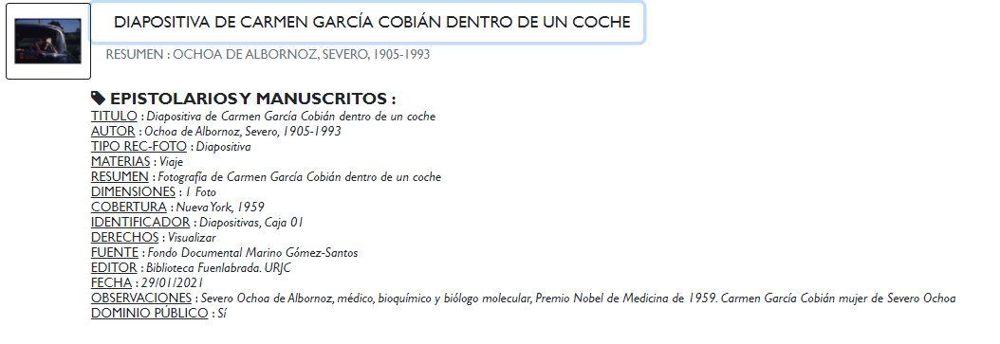 DIAPOSITIVA DE CARMEN GARCÍA COBIÁN DENTRO DE UN COCHE
RESUMEN : OCHOA DE ALBORNOZ, SEVERO, 1905-1993
EPISTOLARIOS Y MANUSCRITOS :
TITULO : Diapositiva de Carmen García Cobián dentro de un coche
AUTOR : Ochoa de Albornoz, Severo, 1905-1993
TIPO REC-FOTO : Diapositiva
MATERIAS : Viaje
RESUMEN : Fotografía de Carmen García Cobián dentro de un coche
DIMENSIONES : 1 Foto
COBERTURA : Nueva York, 1959
IDENTIFICADOR : Diapositivas, Caja 01
DERECHOS : Visualizar
FUENTE : Fondo Documental Marino Gómez-Santos
EDITOR : Biblioteca Fuenlabrada. URJC
FECHA : 29/01/2021
OBSERVACIONES : Severo Ochoa de Albornoz, médico, bioquímico y biólogo molecular, Premio Nobel de Medicina de 1959. Carmen García Cobián mujer de Severo Ochoa
DOMINIO PÚBLICO : Sí